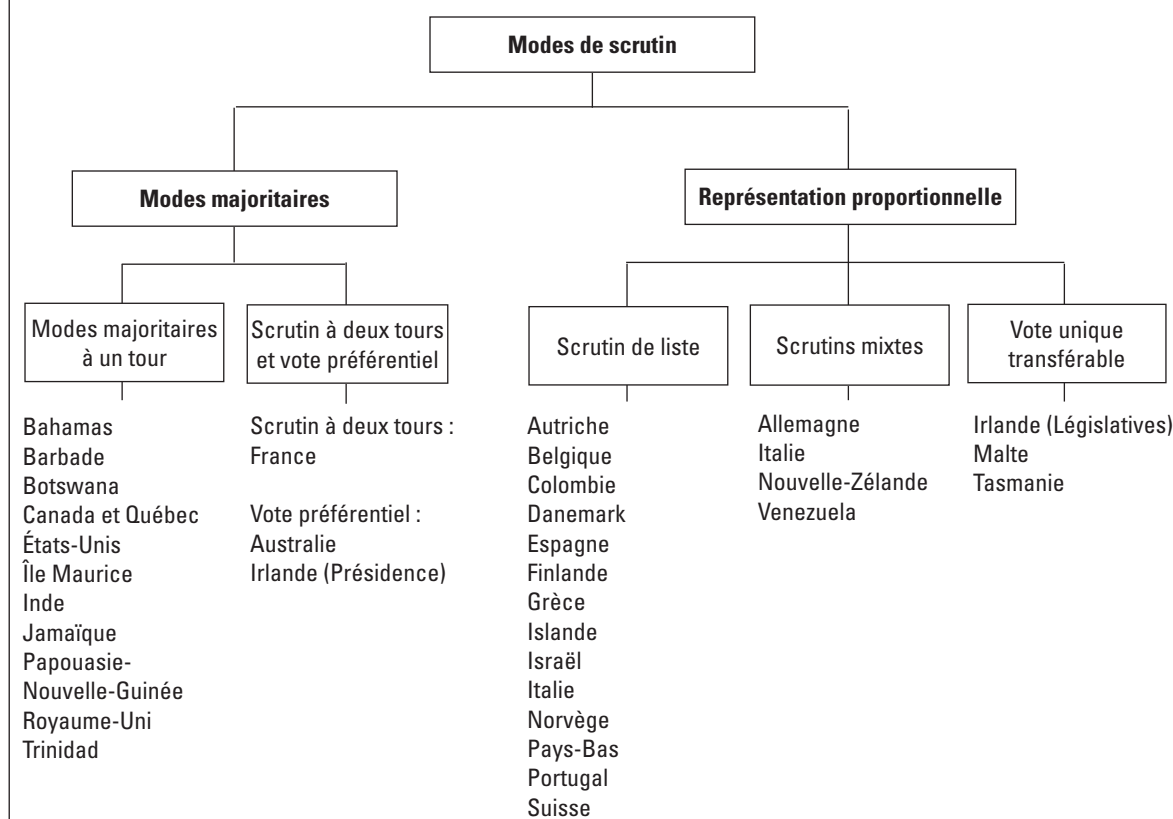 Modes de scrutin
Modes majoritaires
Représentation proportionnelle
Modes majoritaires
à un tour
Scrutin à deux tours
et vote préférentiel
Scrutin de liste
Scrutins mixtes
Vote unique
transférable
Bahamas
Barbade
Botswana
Canada et Québec
États-Unis
Île Maurice
Inde
Jamaïque
Papouasie-
Nouvelle-Guinée
Royaume-Uni
Trinidad
Scrutin à deux tours :
France
Vote préférentiel :
Australie
Irlande (Présidence)
Autriche
Belgique
Colombie
Danemark
Espagne
Finlande
Grèce
Islande
Israël
Italie
Norvège
Pays-Bas
Portugal
Suisse
Allemagne
Italie
Nouvelle-Zélande
Venezuela
Irlande (Législatives)
Malte
Tasmanie